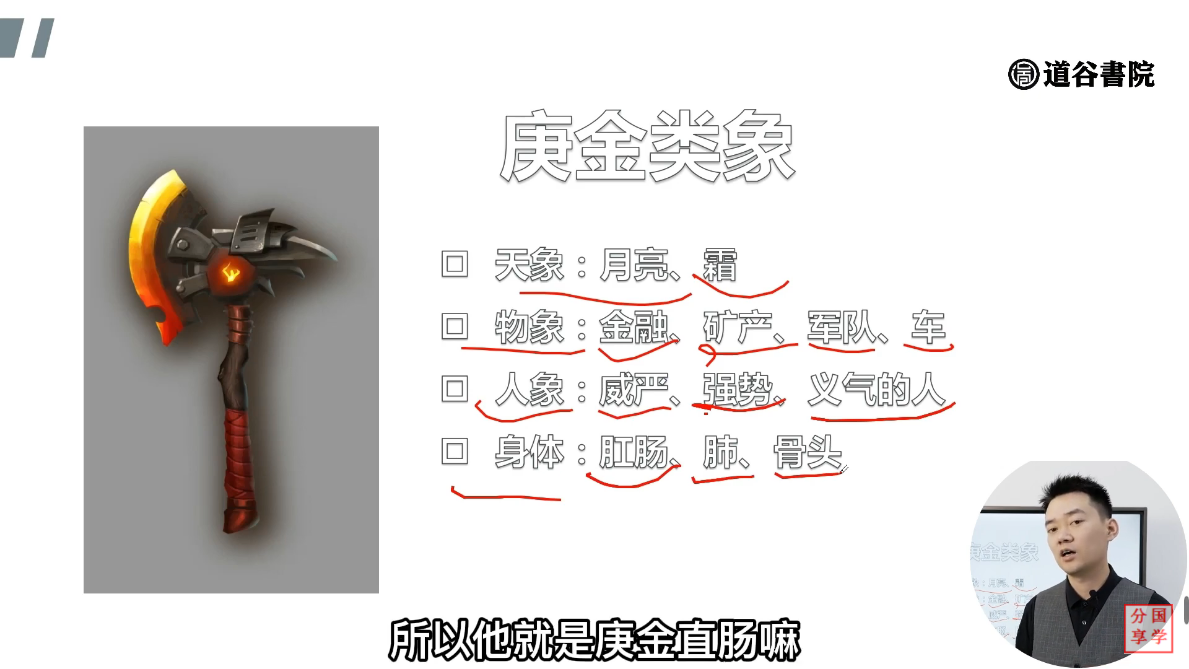 道谷書院
庚金类象
天象：月亮、霜
物象：金融、矿产、军队、车
人象：威严、强势、义气的人
身体：肛肠、肺、骨头
庚金类象
分国
享学
所以他就是庚金直肠嘛